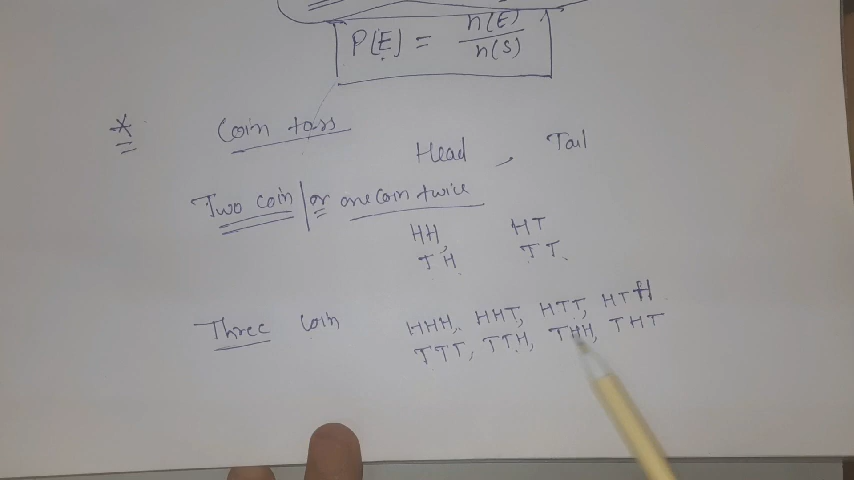 P(E) = n(E)/n(S)
* Coin toss
Head, Tail
Two coin/or one coin twice
HH, HT
TH TT
Three coin HHH, HHT, HTT, HTH
TTT, TTH, THH, THT